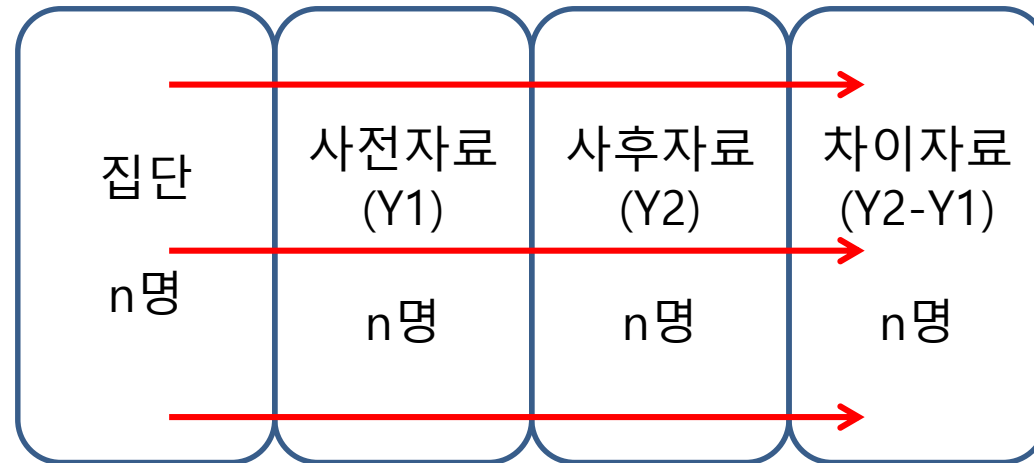 집단
n명
사전자료
(Y1)
n명
사후자료
(Y2)
n명
차이자료
(Y2-Y1)
n명